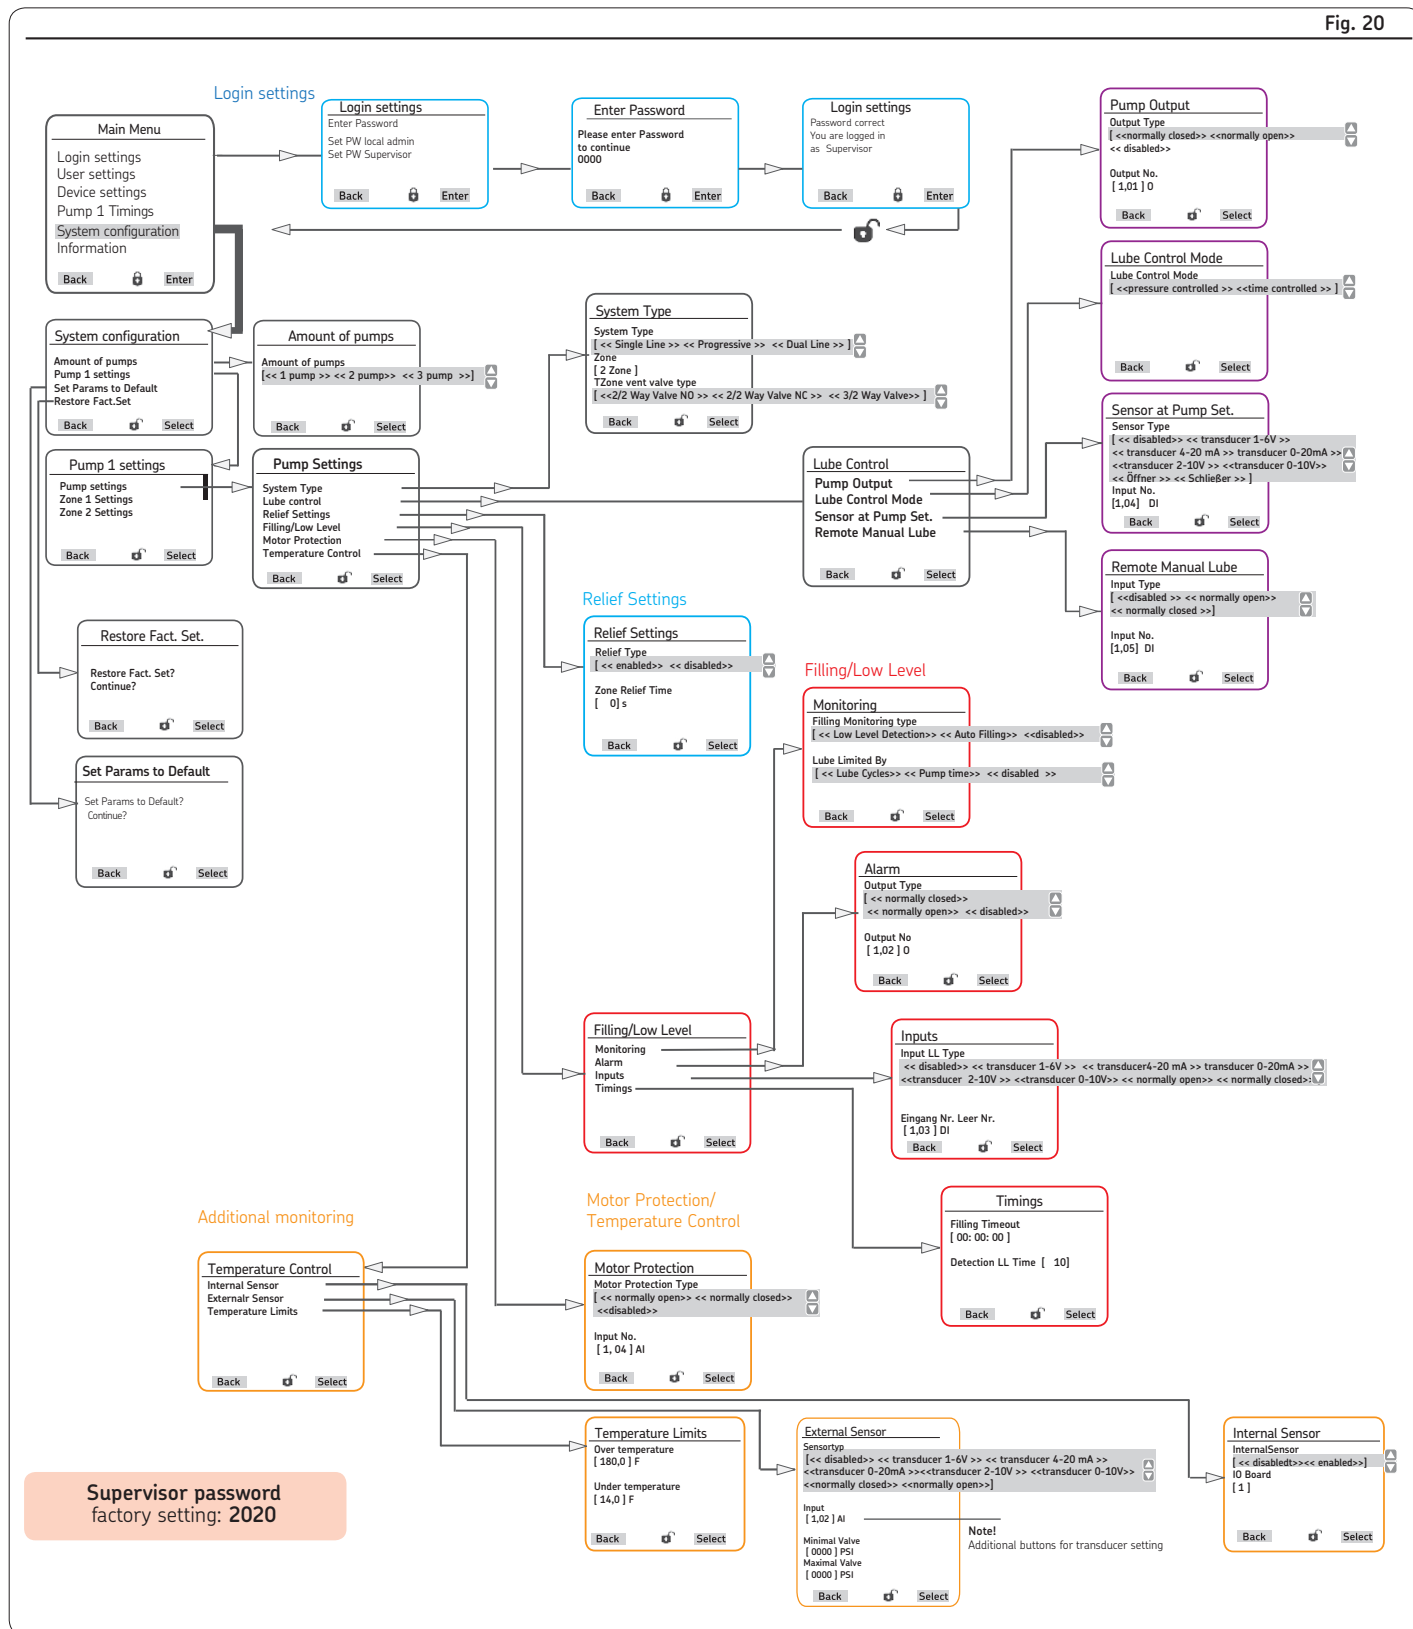 Fig. 20
Login settings
Main Menu
Login settings
User settings
Device settings
Pump 1 Timings
System configuration
Information
Back
Enter
Login settings
Enter Password
Set PW local admin
Set PW Supervisor
Back
Enter
Enter Password
Please enter Password
to continue
0000
Back
Enter
Login settings
Password correct
You are logged in
as Supervisor
Back
Enter
Pump Output
Output Type
[ <<normally closed>> <<normally open>>
<< disabled>>
Output No.
[ 1,01 ] O
Back
Select
Lube Control Mode
Lube Control Mode
[ <<pressure controlled >> <<time controlled >> ]
Back
Select
System configuration
Amount of pumps
Pump 1 settings
Set Params to Default
Restore Fact.Set
Back
Select
Amount of pumps
Amount of pumps
[<< 1 pump >> << 2 pump>> << 3 pump >>]
Back
Select
System Type
System Type
[ << Single Line >> << Progressive >> << Dual Line >> ]
Zone
[ 2 Zone ]
TZone vent valve type
[ <<2/2 Way Valve NO >> << 2/2 Way Valve NC >> << 3/2 Way Valve>> ]
Back
Select
Sensor at Pump Set.
Sensor Type
[ << disabled>> << transducer 1-6V >>
<< transducer 4-20 mA >> transducer 0-20mA >>
<<transducer 2-10V >> <<transducer 0-10V>>
<< Öffner >> << Schließer >> ]
Input No.
[1,04] DI
Back
Select
Pump 1 settings
Pump settings
Zone 1 Settings
Zone 2 Settings
Back
Select
Pump Settings
System Type
Lube control
Relief Settings
Filling/Low Level
Motor Protection
Temperature Control
Back
Select
Lube Control
Pump Output
Lube Control Mode
Sensor at Pump Set.
Remote Manual Lube
Back
Select
Remote Manual Lube
Input Type
[ <<disabled >> << normally open>>
<< normally closed >>]
Input No.
[1,05] DI
Back
Select
Restore Fact. Set.
Restore Fact. Set?
Continue?
Back
Select
Relief Settings
Relief Settings
Relief Type
[ << enabled>> << disabled>>
Zone Relief Time
[ 0] s
Back
Select
Filling/Low Level
Monitoring
Filling Monitoring type
[ << Low Level Detection>> << Auto Filling>> <<disabled>>
Lube Limited By
[ << Lube Cycles>> << Pump time>> << disabled >>
Back
Select
Set Params to Default
Set Params to Default?
Continue?
Back
Select
Alarm
Output Type
[ << normally closed>>
<< normally open>> << disabled>>
Output No
[ 1,02 ] O
Back
Select
Filling/Low Level
Monitoring
Alarm
Inputs
Timings
Back
Select
Inputs
Input LL Type
<< disabled>> << transducer 1-6V >> << transducer4-20 mA >> transducer 0-20mA >>
<<transducer 2-10V >> <<transducer 0-10V>> << normally open>> << normally closed>:
Eingang Nr. Leer Nr.
[ 1,03 ] DI
Back
Select
Timings
Filling Timeout
[ 00: 00: 00 ]
Detection LL Time [ 10]
Back
Select
Additional monitoring
Temperature Control
Internal Sensor
Externalr Sensor
Temperature Limits
Back
Select
Motor Protection/
Temperature Control
Motor Protection
Motor Protection Type
[ << normally open>> << normally closed>>
<<disabled>>
Input No.
[ 1, 04 ] AI
Back
Select
Temperature Limits
Over temperature
[ 180,0 ] F
Under temperature
[ 14,0 ] F
Back
Select
External Sensor
Sensortyp
[<< disabled>> << transducer 1-6V >> << transducer 4-20 mA >>
<<transducer 0-20mA >><<transducer 2-10V >> <<transducer 0-10V>>
<<normally closed>> <<normally open>>]
Input
[ 1,02 ] AI
Minimal Valve
[ 0000 ] PSI
Maximal Valve
[ 0000 ] PSI
Back
Select
Note!
Additional buttons for transducer setting
Internal Sensor
InternalSensor
[ << disabledt>><< enabled>>]
IO Board
[ 1 ]
Back
Select
Supervisor password
factory setting: 2020